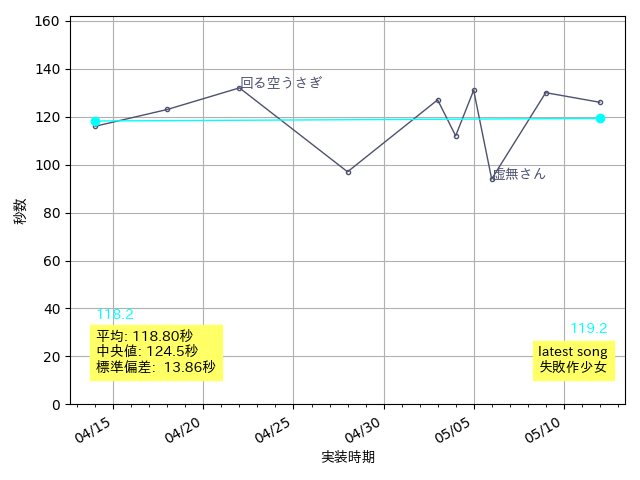 160
140
120
100
80
60
40
20
0
秒数
回る空うさぎ
虚無さん
118.2
平均: 118.80秒
中央値: 124.5秒
標準偏差: 13.86秒
119.2
latest song
失敗作少女
04/15
04/20
04/25
04/30
05/05
05/10
実装時期